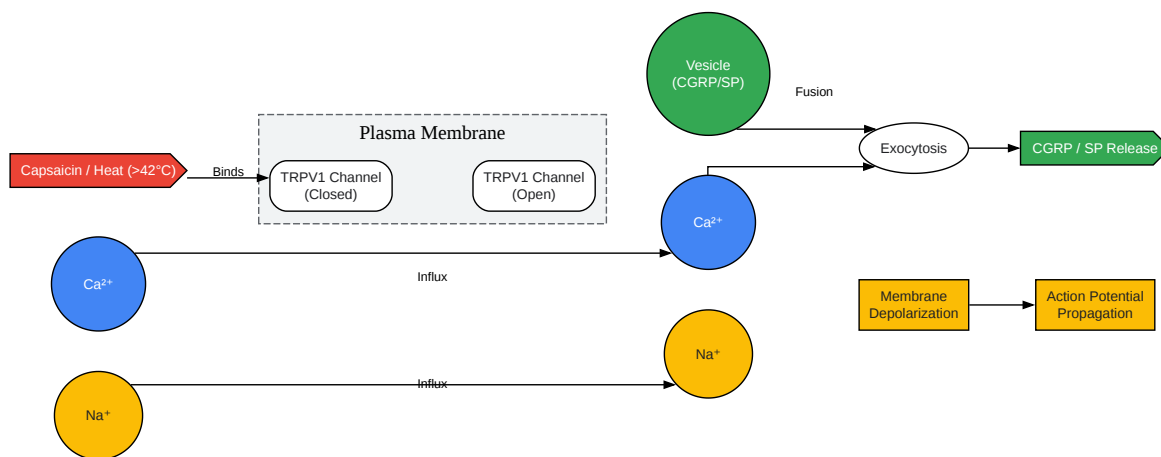 Vesicle
(CGRP/SP)
Fusion
Plasma Membrane
Exocytosis
CGRP / SP Release
Capsaicin / Heat (>42°C)
Binds
TRPV1 Channel
(Closed)
TRPV1 Channel
(Open)
Ca²⁺
Ca²⁺
Influx
Membrane
Depolarization
Action Potential
Propagation
Na⁺
Influx
Na⁺